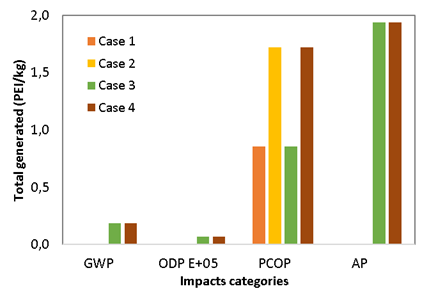 2,0
1,5
1,0
0,5
0,0
Total generated (PEI/kg)
Case 1
Case 2
Case 3
Case 4
GWP ODP E+05 PCOP AP
Impacts categories